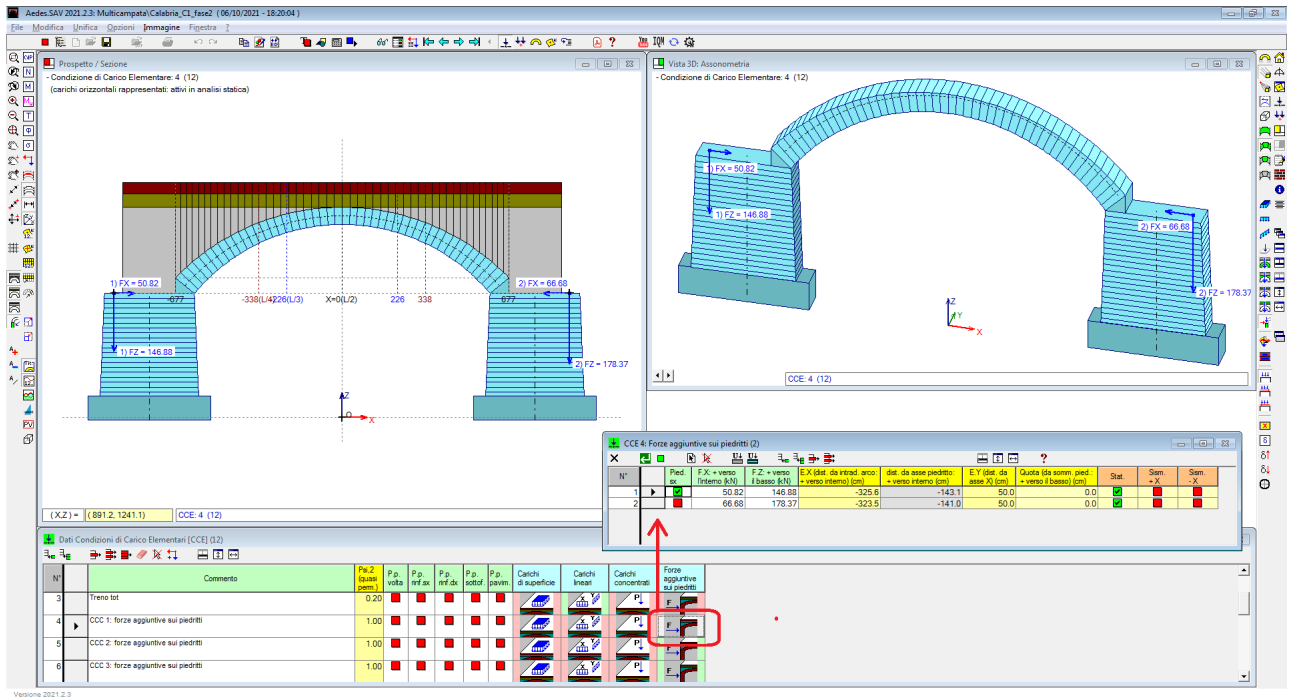 Aedes.SAV 2021.2.3: Multicampata\Calabria_C1_fase2 ( 06/10/2021 - 18:20:04 )
File Modifica Unifica Opzioni Immagine Finestra ?
Prospetto / Sezione
- Condizione di Carico Elementare: 4 (12)
(carichi orizzontali rappresentati: attivi in analisi statica)
1) FX = 50.82
2) FX = 66.68
-677
-338(L/4)
-226(L/3)
X=0(L/2)
226
338
677
1) FZ = 146.88
2) FZ = 178.37
Z
O
X
(X,Z) =
( 891.2, 1241.1)
CCE: 4 (12)
Vista 3D: Assonometria
- Condizione di Carico Elementare: 4 (12)
1) FX = 50.82
1) FZ = 146.88
2) FX = 66.68
2) FZ = 178.37
Z
Y
X
CCE: 4 (12)
CCE 4: Forze aggiuntive sui piedritti (2)
N° Pied. sx F.X: + verso l'interno (kN) F.Z: + verso il basso (kN) E.X (dist. da intrad. arco: + verso interno) (cm) dist. da asse piedritto: + verso interno) (cm) E.Y (dist. da asse X) (cm) Quota (da somm. pied.: + verso il basso) (cm) Stat. Sism. + X Sism. - X
1 50.82 146.88 -325.6 -143.1 50.0 0.0
2 66.68 178.37 -323.5 -141.0 50.0 0.0
Dati Condizioni di Carico Elementari [CCE] (12)
N° Commento Psi,2 (quasi perm.) P.p. volta P.p. rinf.sx P.p. rinf.dx P.p. sottof. P.p. pavim. Carichi di superficie Carichi lineari Carichi concentrati Forze aggiuntive sui piedritti
3 Treno tot 0.20
4 CCC 1: forze aggiuntive sui piedritti 1.00
5 CCC 2: forze aggiuntive sui piedritti 1.00
6 CCC 3: forze aggiuntive sui piedritti 1.00
Versione 2021.2.3